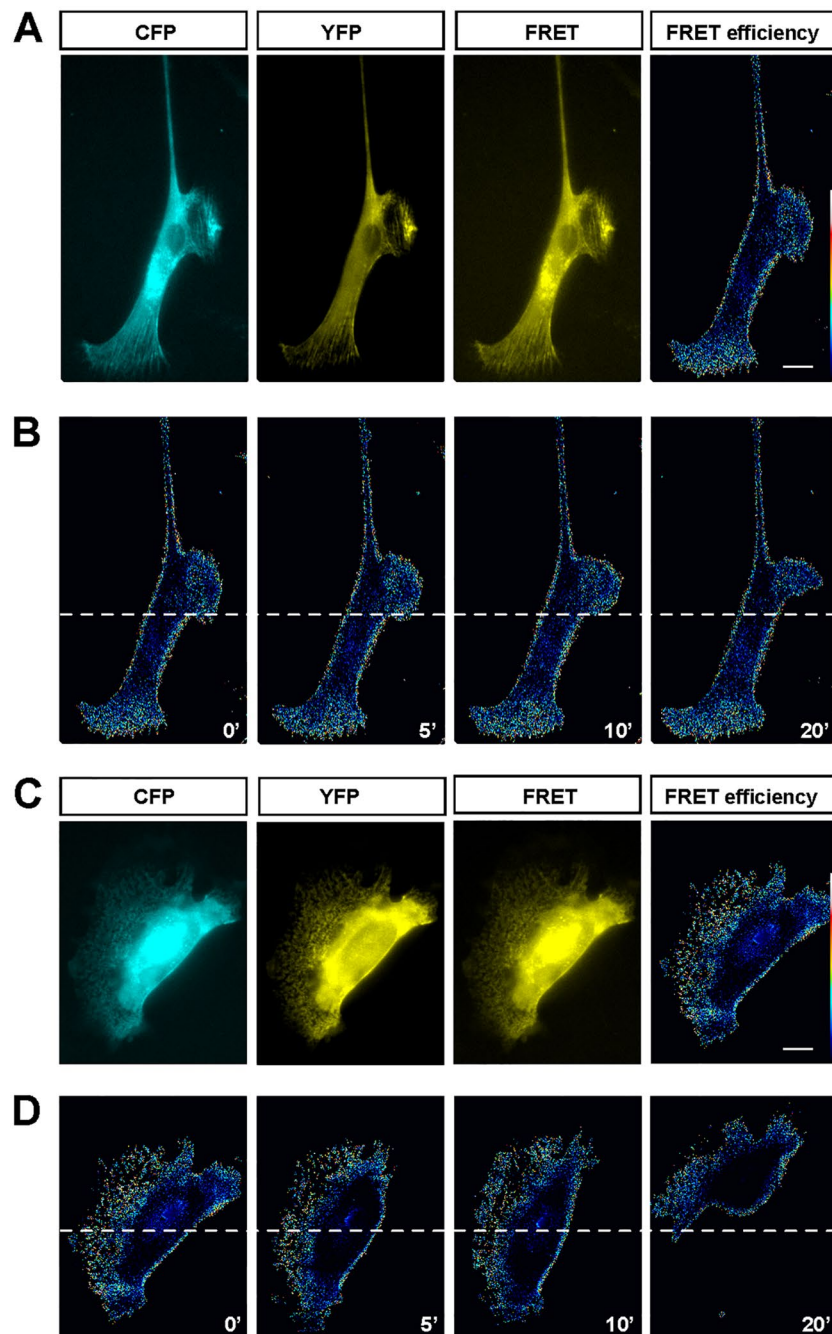 A
CFP YFP FRET FRET efficiency
B
0’ 5’ 10’ 20’
C
CFP YFP FRET FRET efficiency
D
0’ 5’ 10’ 20’